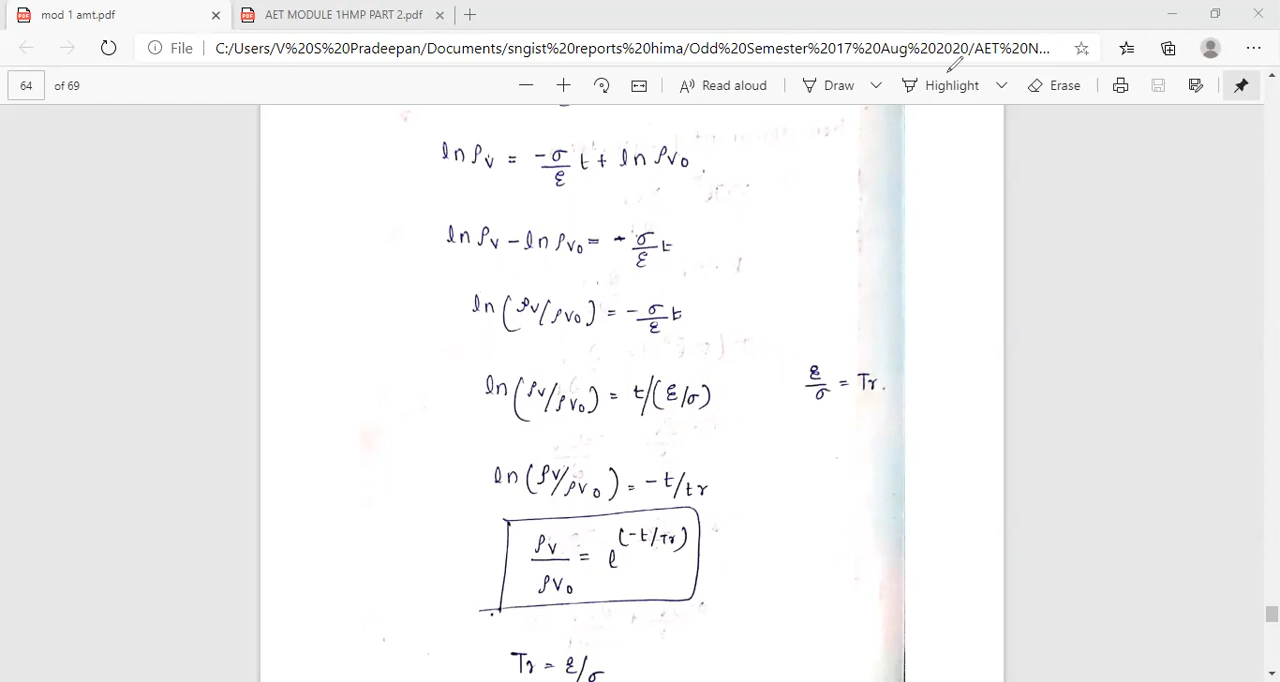 mod 1 amt.pdf
AET MODULE 1HMP PART 2.pdf
File C:/Users/V%20S%20Pradeepan/Documents/sngist%20reports%20hima/Odd%20Semester%2017%20Aug%202020/AET%20N...
64 of 69 Read aloud Draw Highlight Erase
ln ρv = -σ/ε t + ln ρv₀.
ln ρv - ln ρv₀ = -σ/ε t
ln(ρv/ρv₀) = -σ/ε t
ln(ρv/ρv₀) = t/(ε/σ)
ε/σ = Tr.
ln(ρv/ρv₀) = -t/tr
ρv/ρv₀ = e^(-t/Tr)
Tr = ε/σ